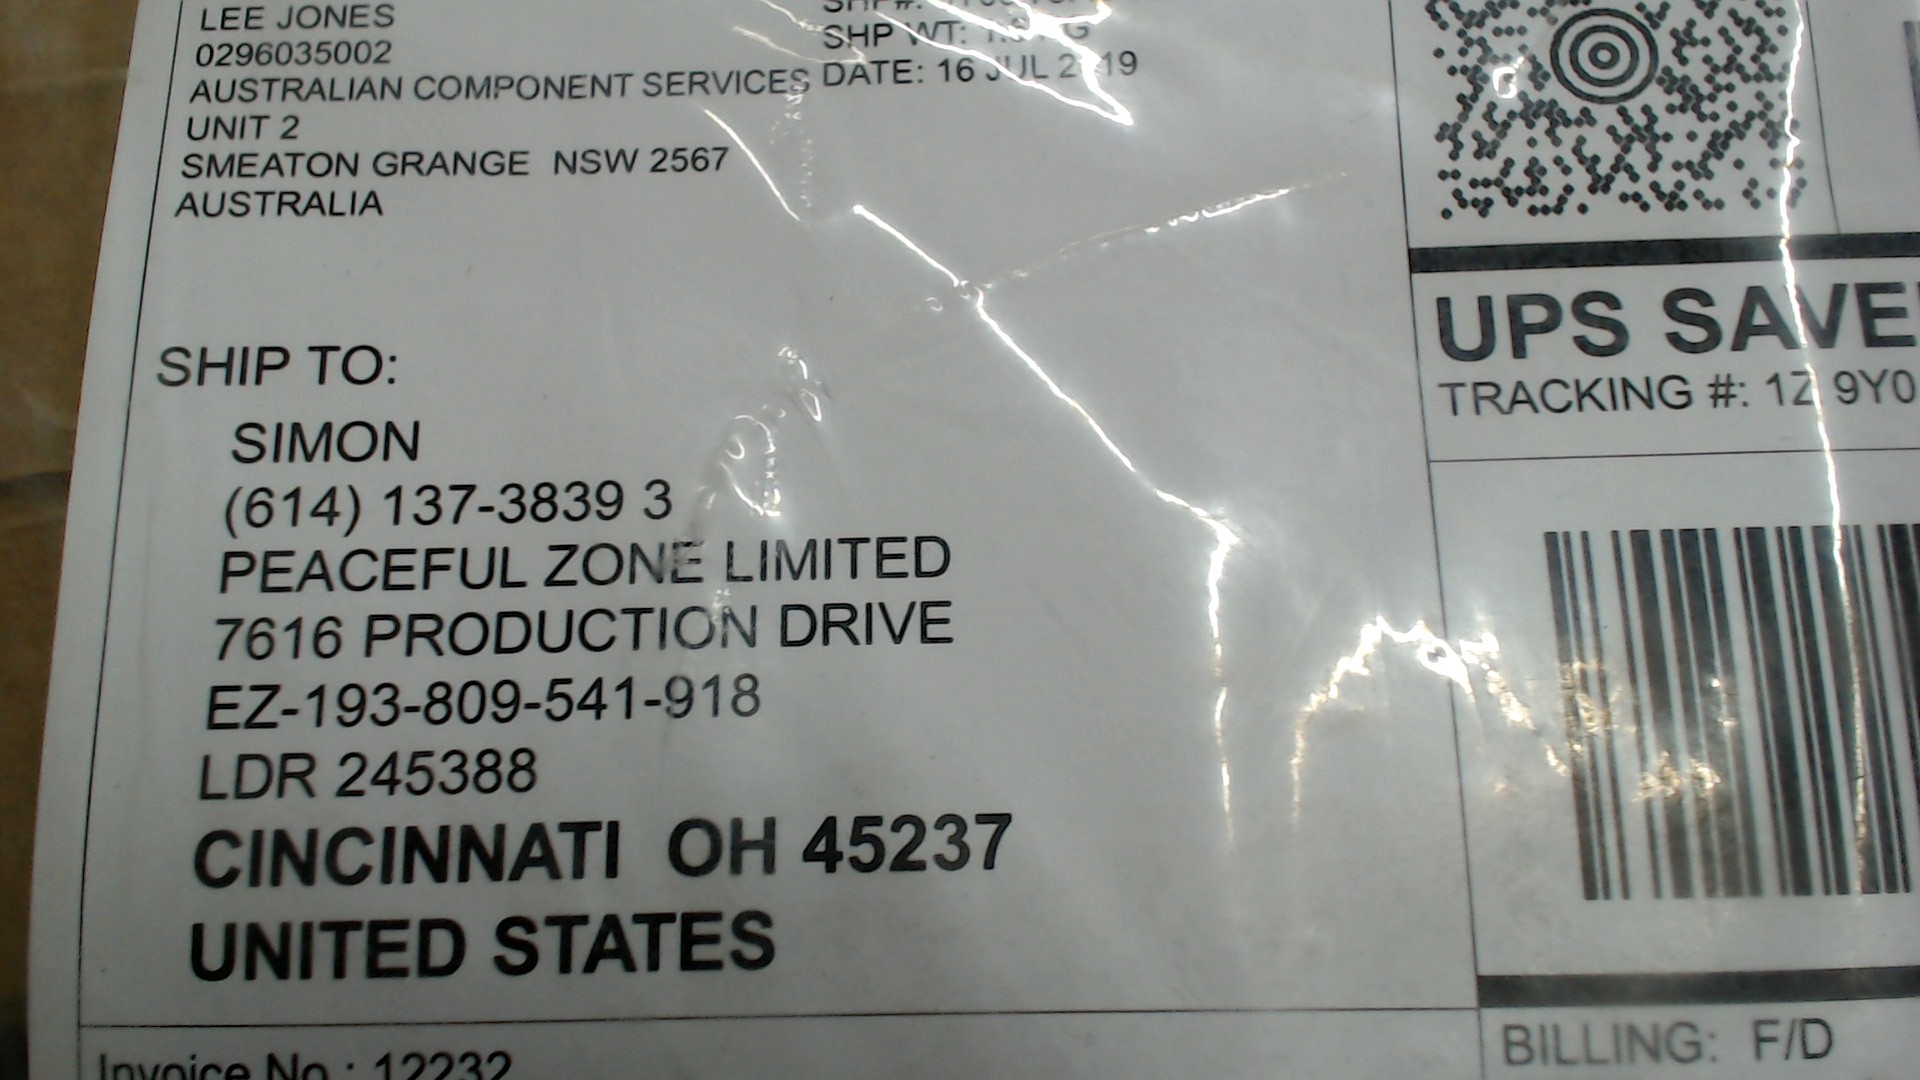 LEE JONES
0296035002
AUSTRALIAN COMPONENT SERVICES
UNIT 2
SMEATON GRANGE NSW 2567
AUSTRALIA
SHP WT:
DATE: 16 JUL
SHIP TO:
SIMON
(614) 137-3839 3
PEACEFUL ZONE LIMITED
7616 PRODUCTION DRIVE
EZ-193-809-541-918
LDR 245388
CINCINNATI OH 45237
UNITED STATES
Invoice No.: 12232
UPS
TRACKING #: 1Z 9Y0
BILLING: F/D